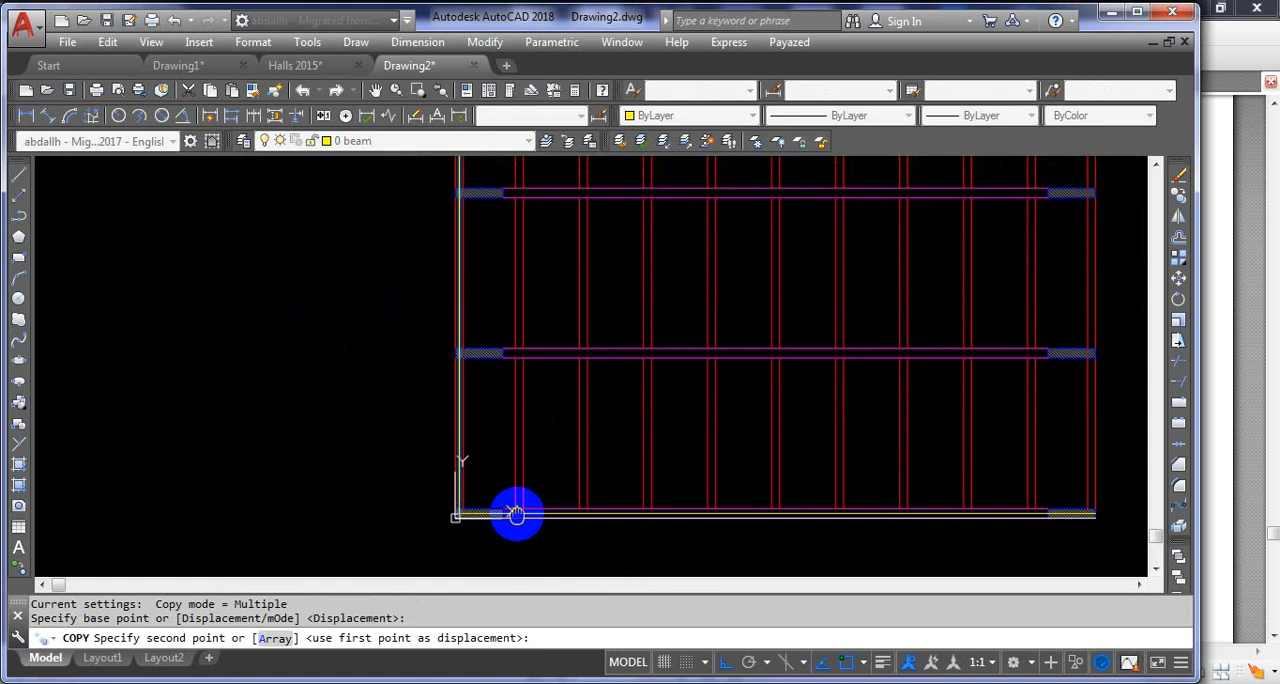 abdallh - Migrated from
Autodesk AutoCAD 2018 Drawing2.dwg
Type a keyword or phrase
Sign In
File Edit View Insert Format Tools Draw Dimension Modify Parametric Window Help Express Payazed
Start Drawing1* Halls 2015* Drawing2*
ByLayer ByLayer ByLayer ByColor
abdallh - Mig...2017 - Englisl
0 beam
Y
Current settings: Copy mode = Multiple
Specify base point or [Displacement/mOde] <Displacement>:
COPY Specify second point or [Array] <use first point as displacement>:
Model Layout1 Layout2 +
MODEL 1:1